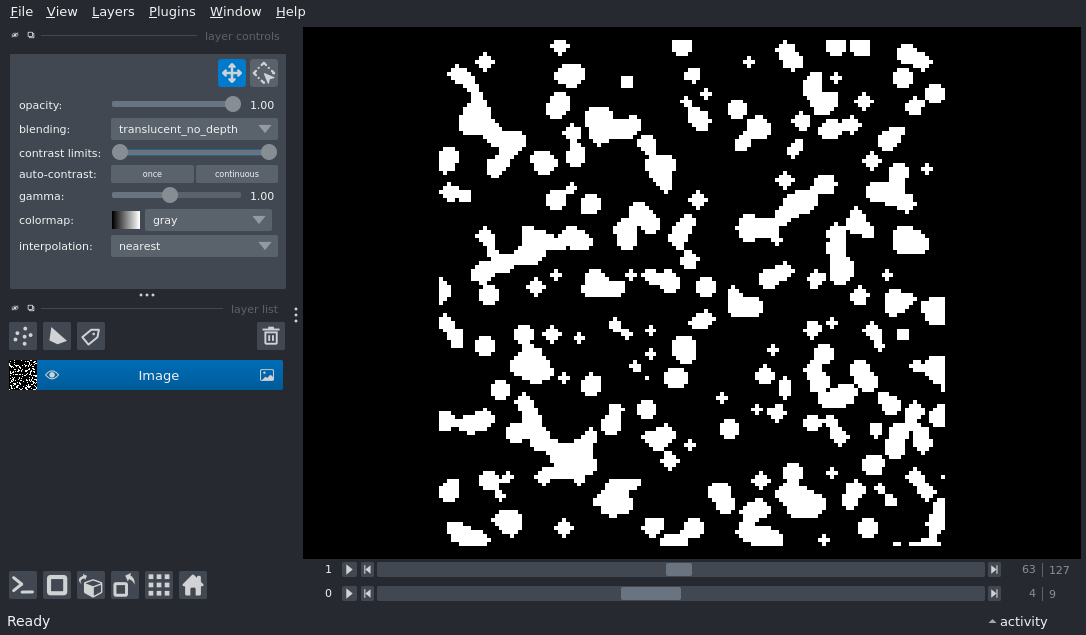 File View Layers Plugins Window Help
layer controls
opacity: 1.00
blending: translucent_no_depth
contrast limits:
auto-contrast: once continuous
gamma: 1.00
colormap: gray
interpolation: nearest
layer list
Image
1 63 127
0 4 9
Ready activity